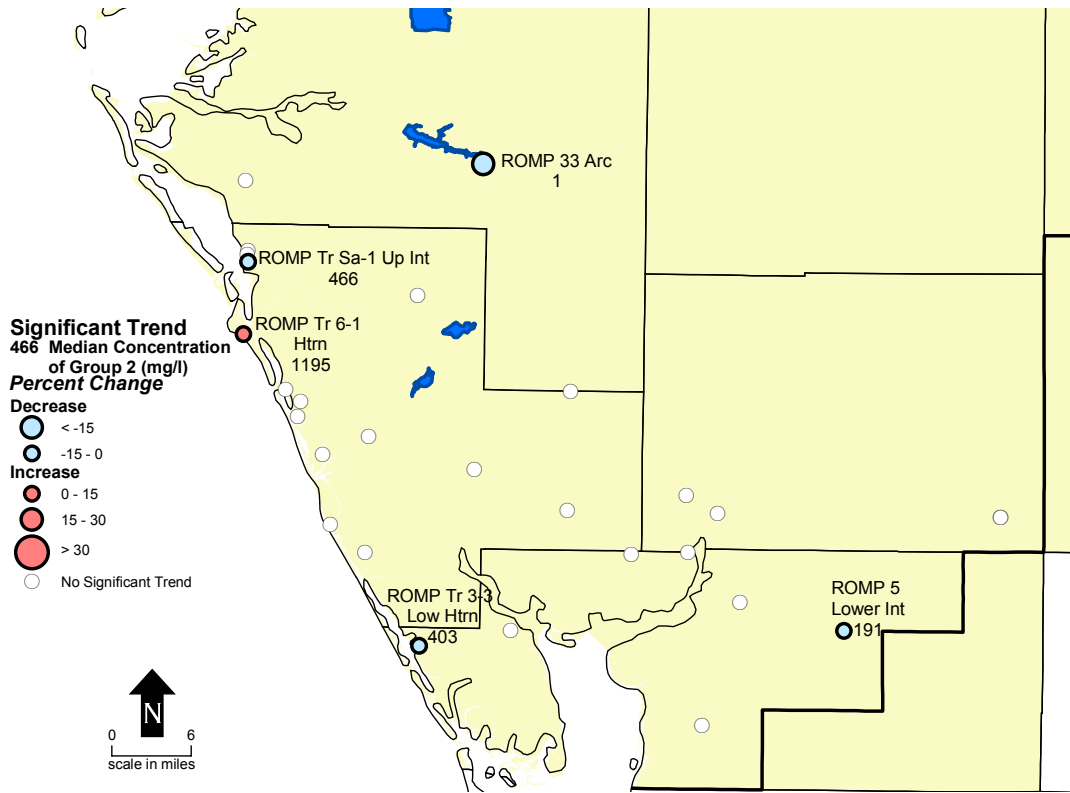 ROMP 33 Arc
1
ROMP Tr Sa-1 Up Int
466
ROMP Tr 6-1
Htrn
1195
Significant Trend
466 Median Concentration
of Group 2 (mg/l)
Percent Change
Decrease
< -15
-15 - 0
Increase
0 - 15
15 - 30
> 30
No Significant Trend
ROMP Tr 3-3
Low Htrn
403
ROMP 5
Lower Int
191
N
0 6
scale in miles